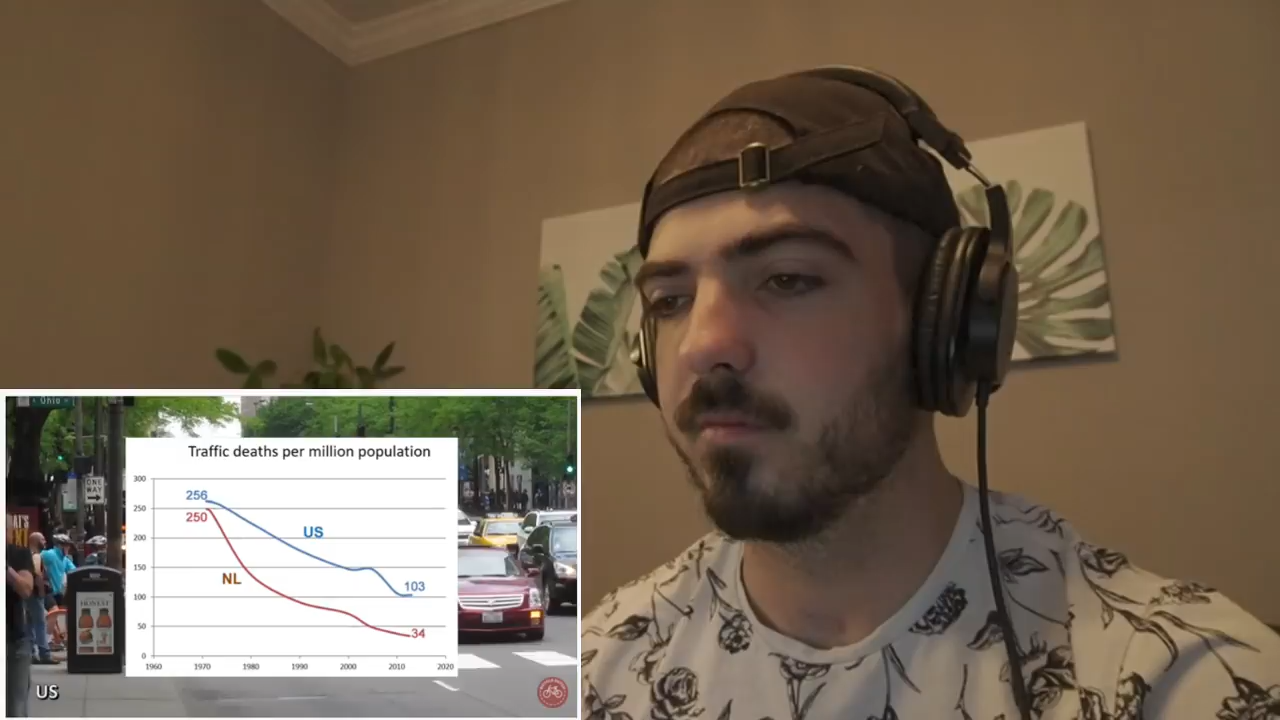 Ohio
ONE
WAY
HONEST
Traffic deaths per million population
300
250
200
150
100
50
0
1960
1970
1980
1990
2000
2010
2020
256
250
US
NL
103
34
US